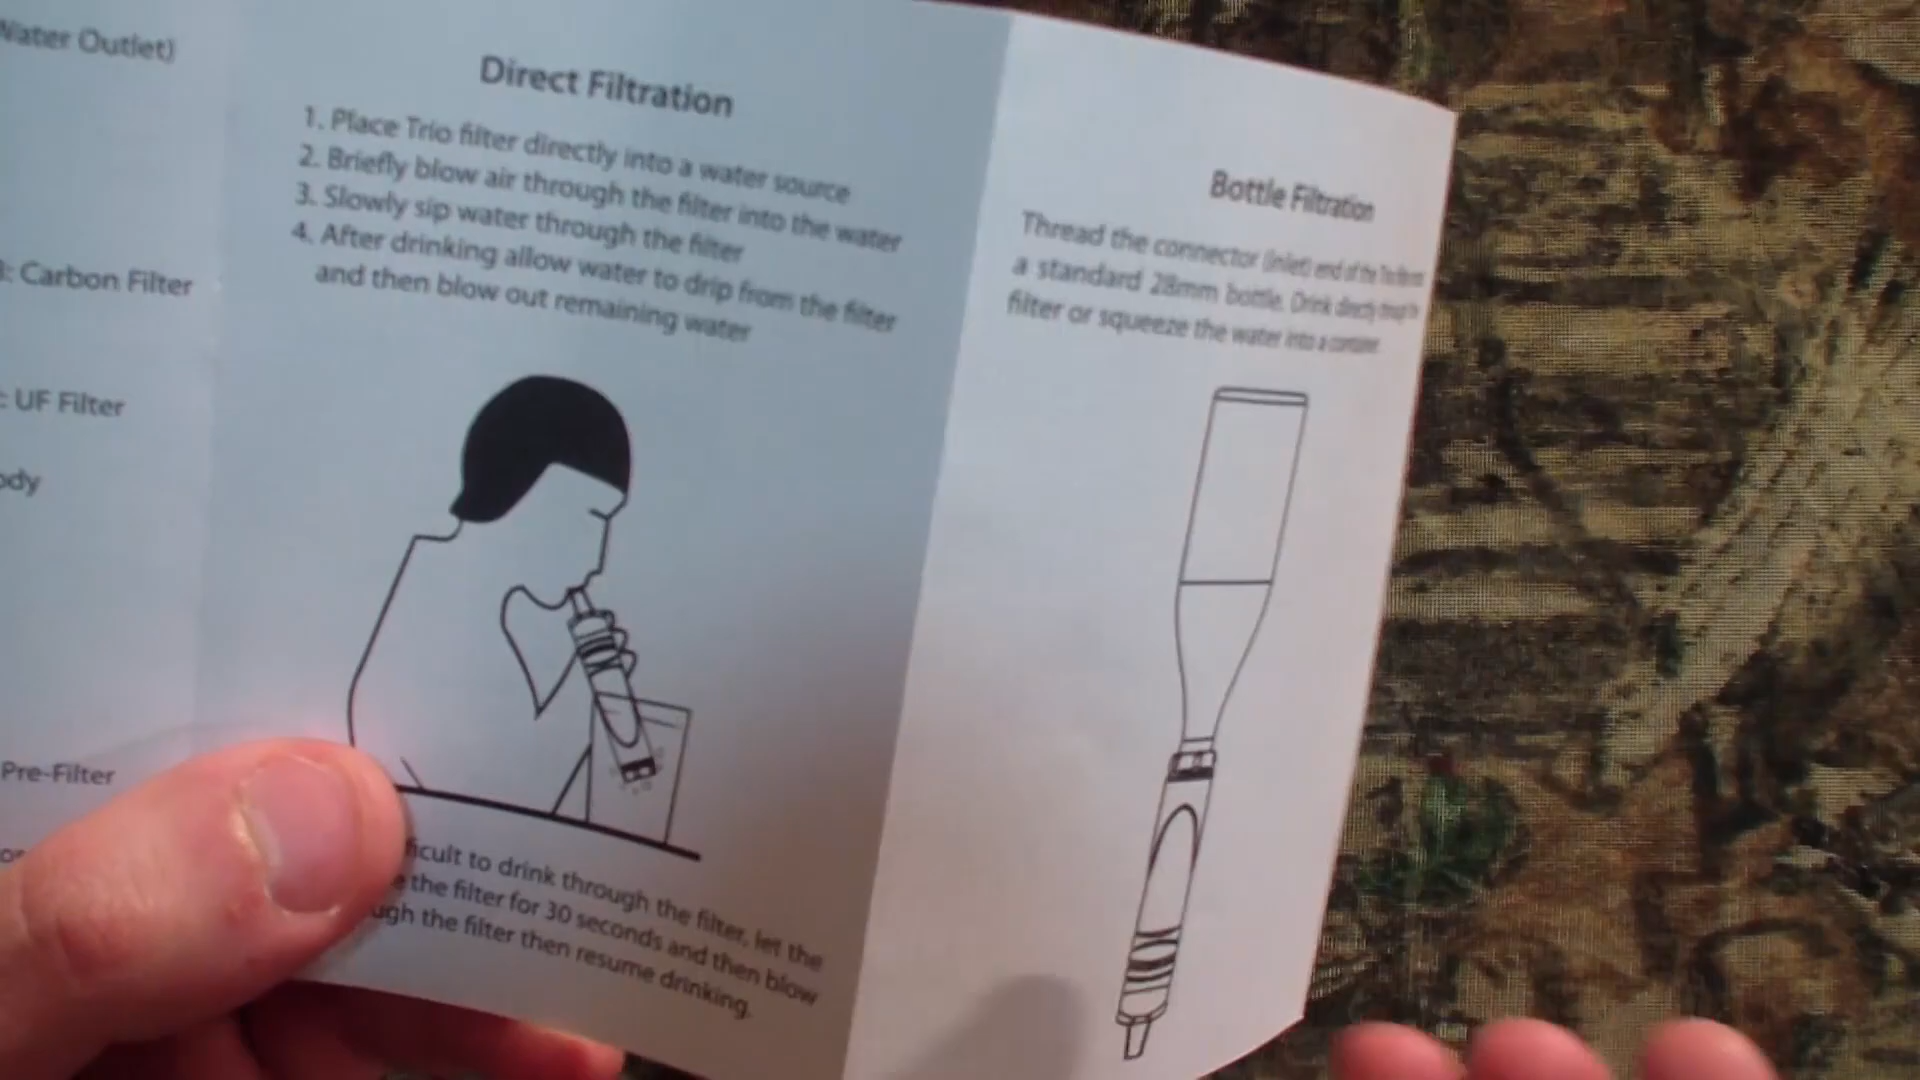 Water Outlet)
: Carbon Filter
: UF Filter
ody
Pre-Filter
Direct Filtration
1. Place Trio filter directly into a water source
2. Briefly blow air through the filter into the water
3. Slowly sip water through the filter
4. After drinking allow water to drip from the filter
and then blow out remaining water
ficult to drink through the filter, let the
the filter for 30 seconds and then blow
ugh the filter then resume drinking.
Bottle Filtration
Thread the connector (inlet) end of the Trio
a standard 28mm bottle. Drink directly
filter or squeeze the water into a container